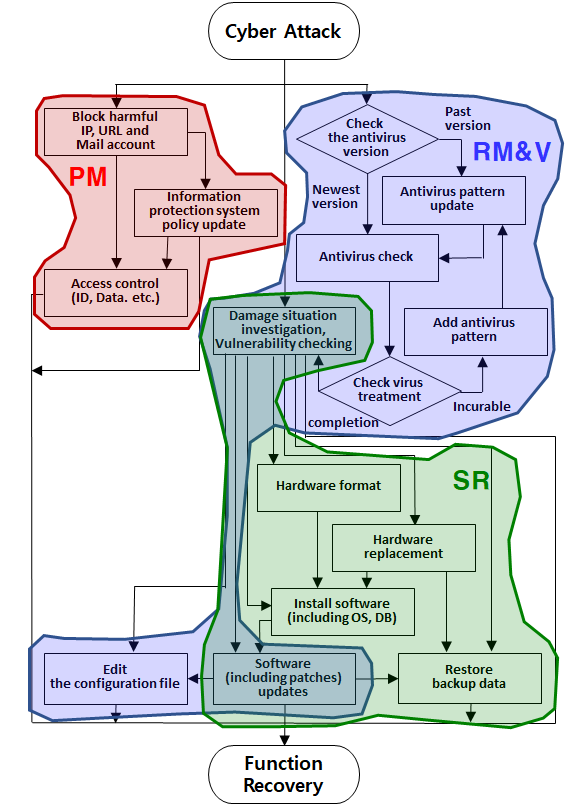 Cyber Attack
Block harmful
IP, URL and
Mail account
PM
Information
protection system
policy update
Access control
(ID, Data. etc.)
Check
the antivirus
version
Past
version
RM&V
Newest
version
Antivirus pattern
update
Antivirus check
Damage situation
investigation,
Vulnerability checking
Add antivirus
pattern
Check virus
treatment
Incurable
completion
SR
Hardware format
Hardware
replacement
Install software
(including OS, DB)
Edit
the configuration file
Software
(including patches)
updates
Restore
backup data
Function
Recovery